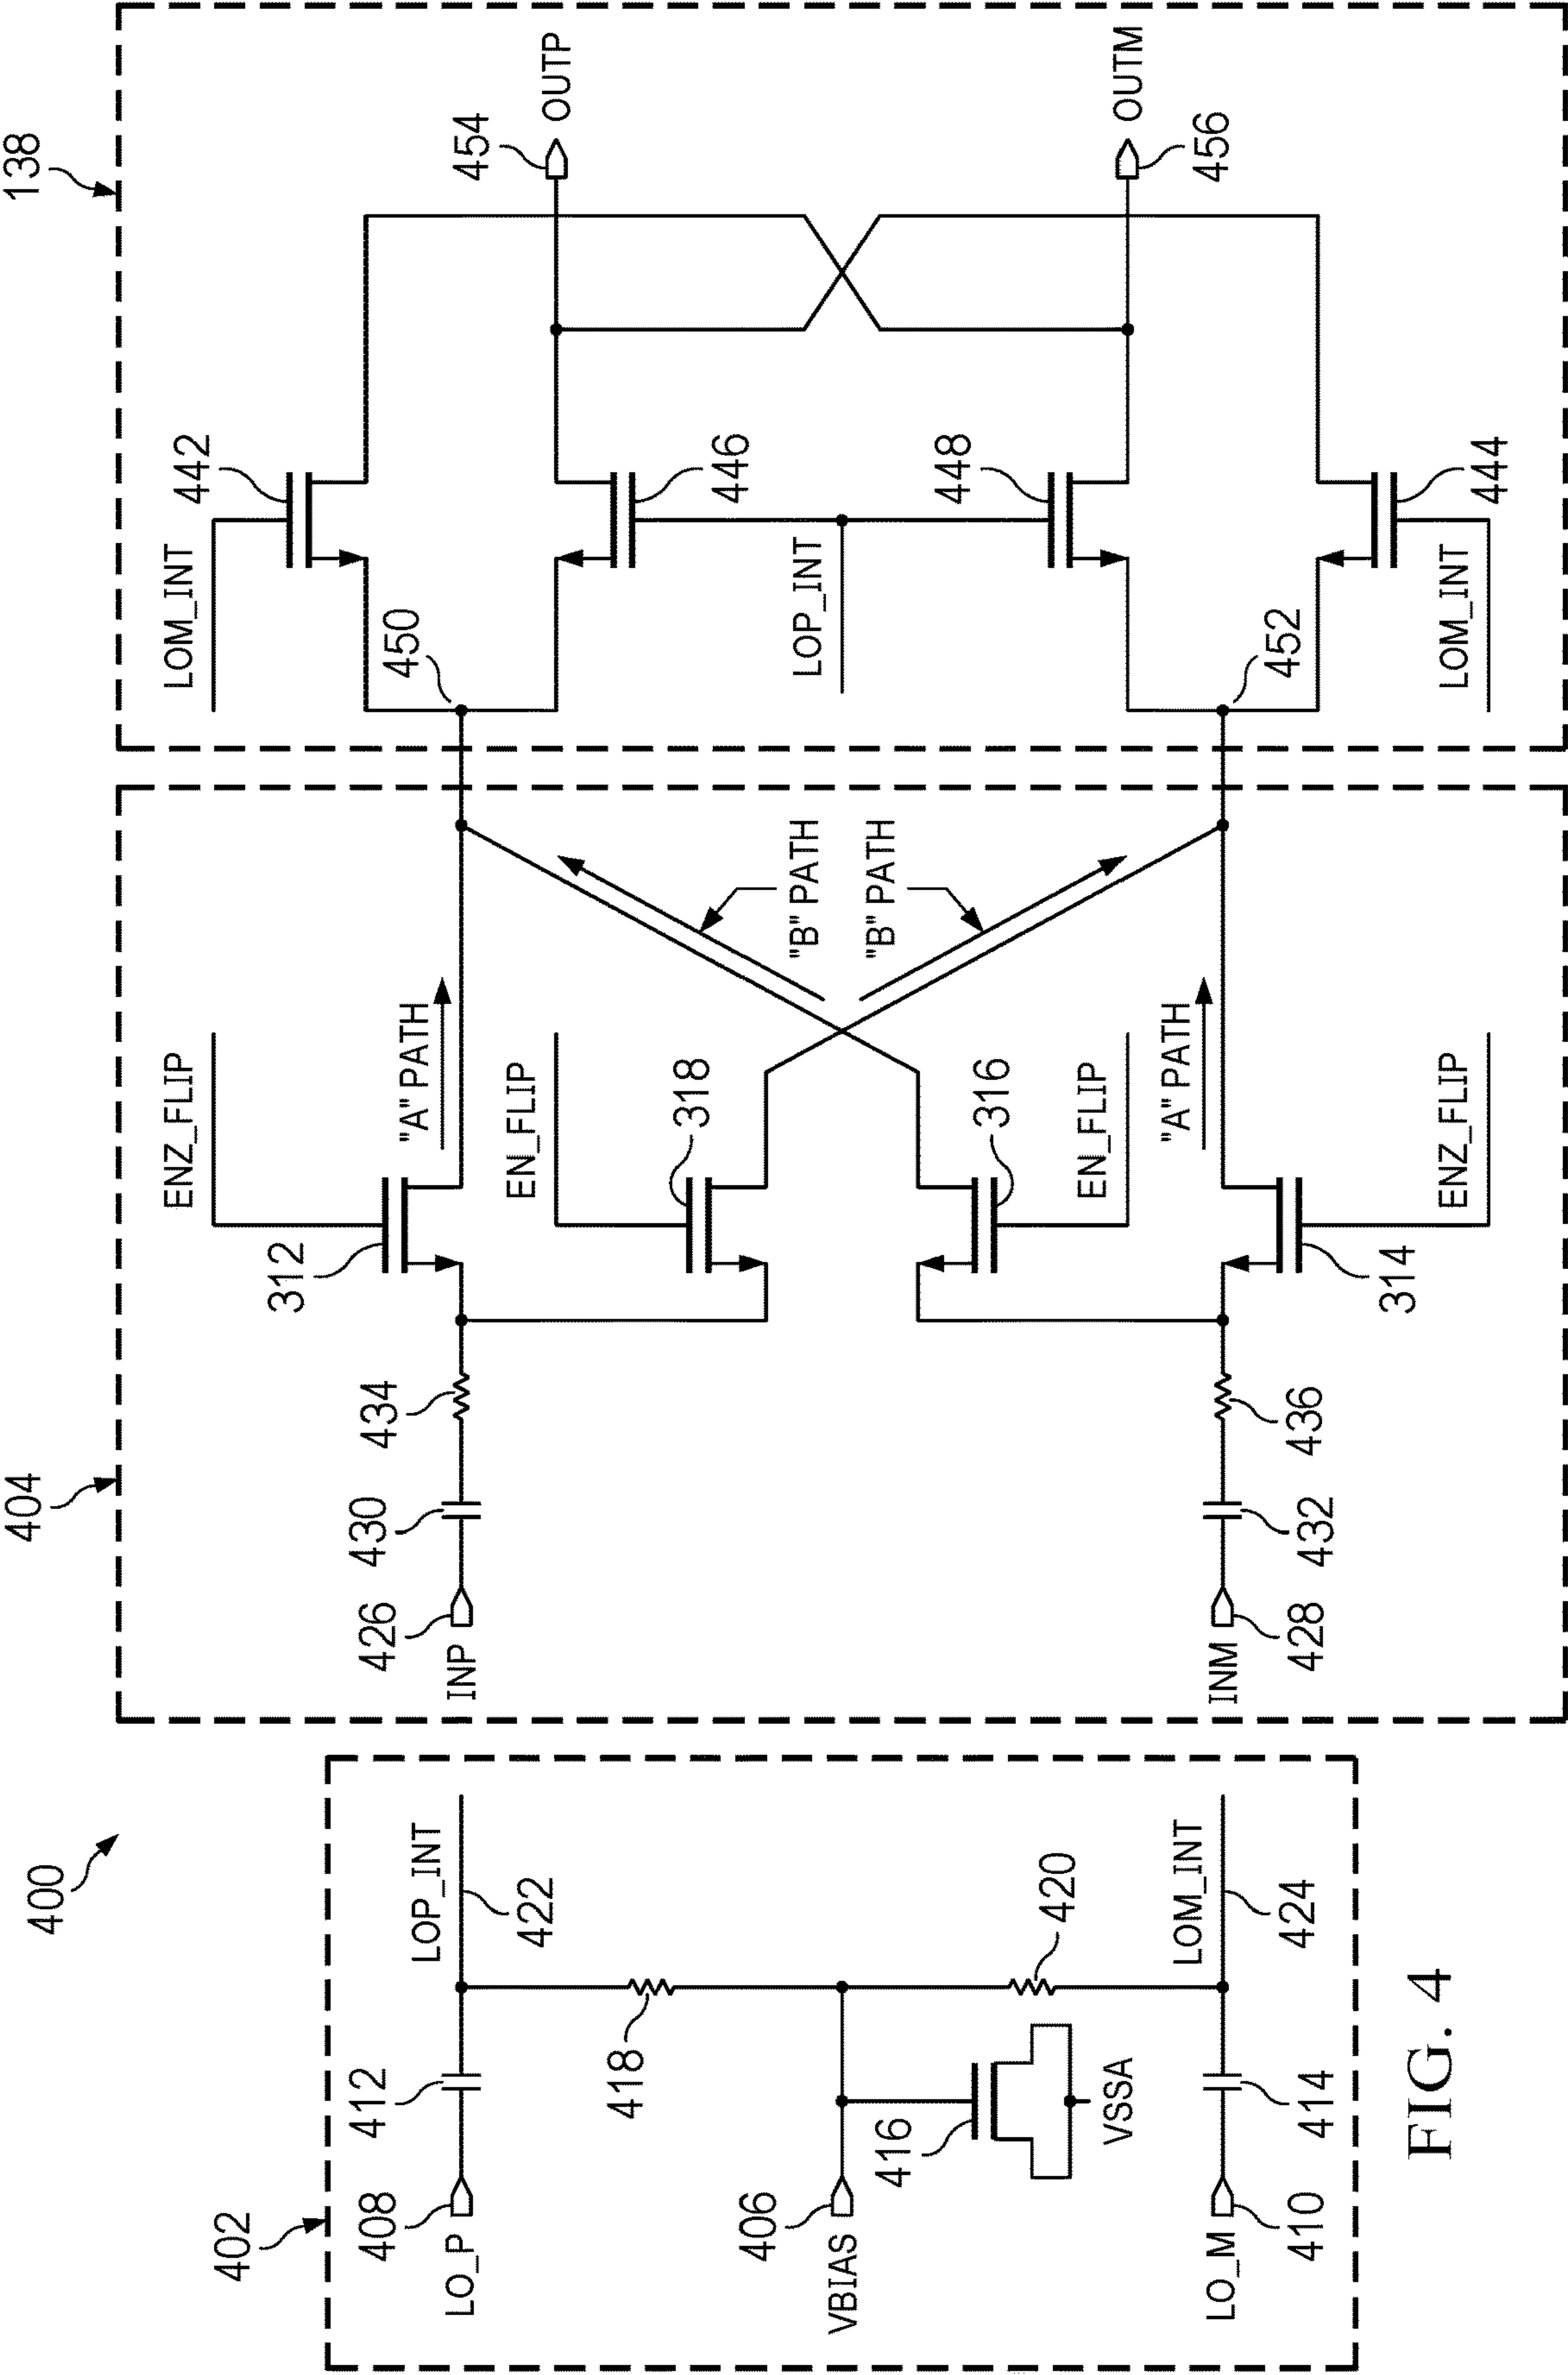 400
402
LO_P
408
412
LOP_INT
422
418
VBIAS
406
416
VSSA
420
LO_M
410
414
LOM_INT
424
404
INP
426
430
434
312
ENZ_FLIP
"A" PATH
EN_FLIP
318
"B" PATH
"B" PATH
316
EN_FLIP
"A" PATH
INM
428
432
436
314
ENZ_FLIP
138
LOM_INT
442
450
454
OUTP
446
LOP_INT
448
452
456
OUTM
LOM_INT
444
FIG. 4